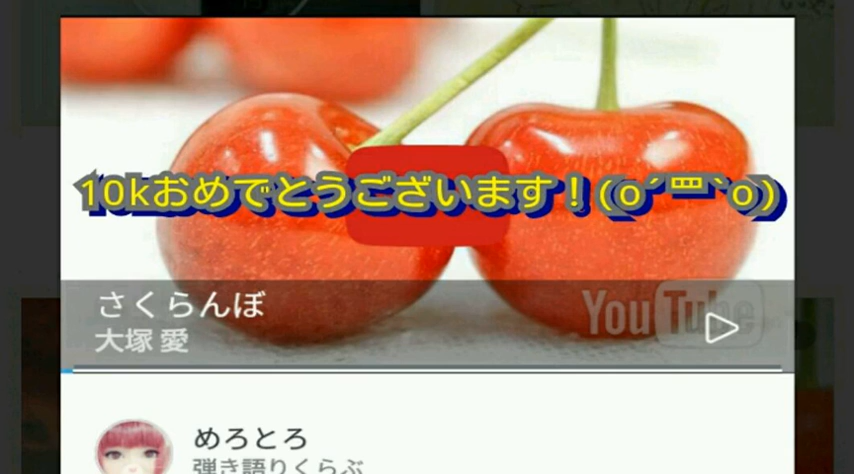 10kおめでとうございます！(o´罒`o)
さくらんぼ
大塚 愛
YouTube
めろとろ
弾き語りくらぶ